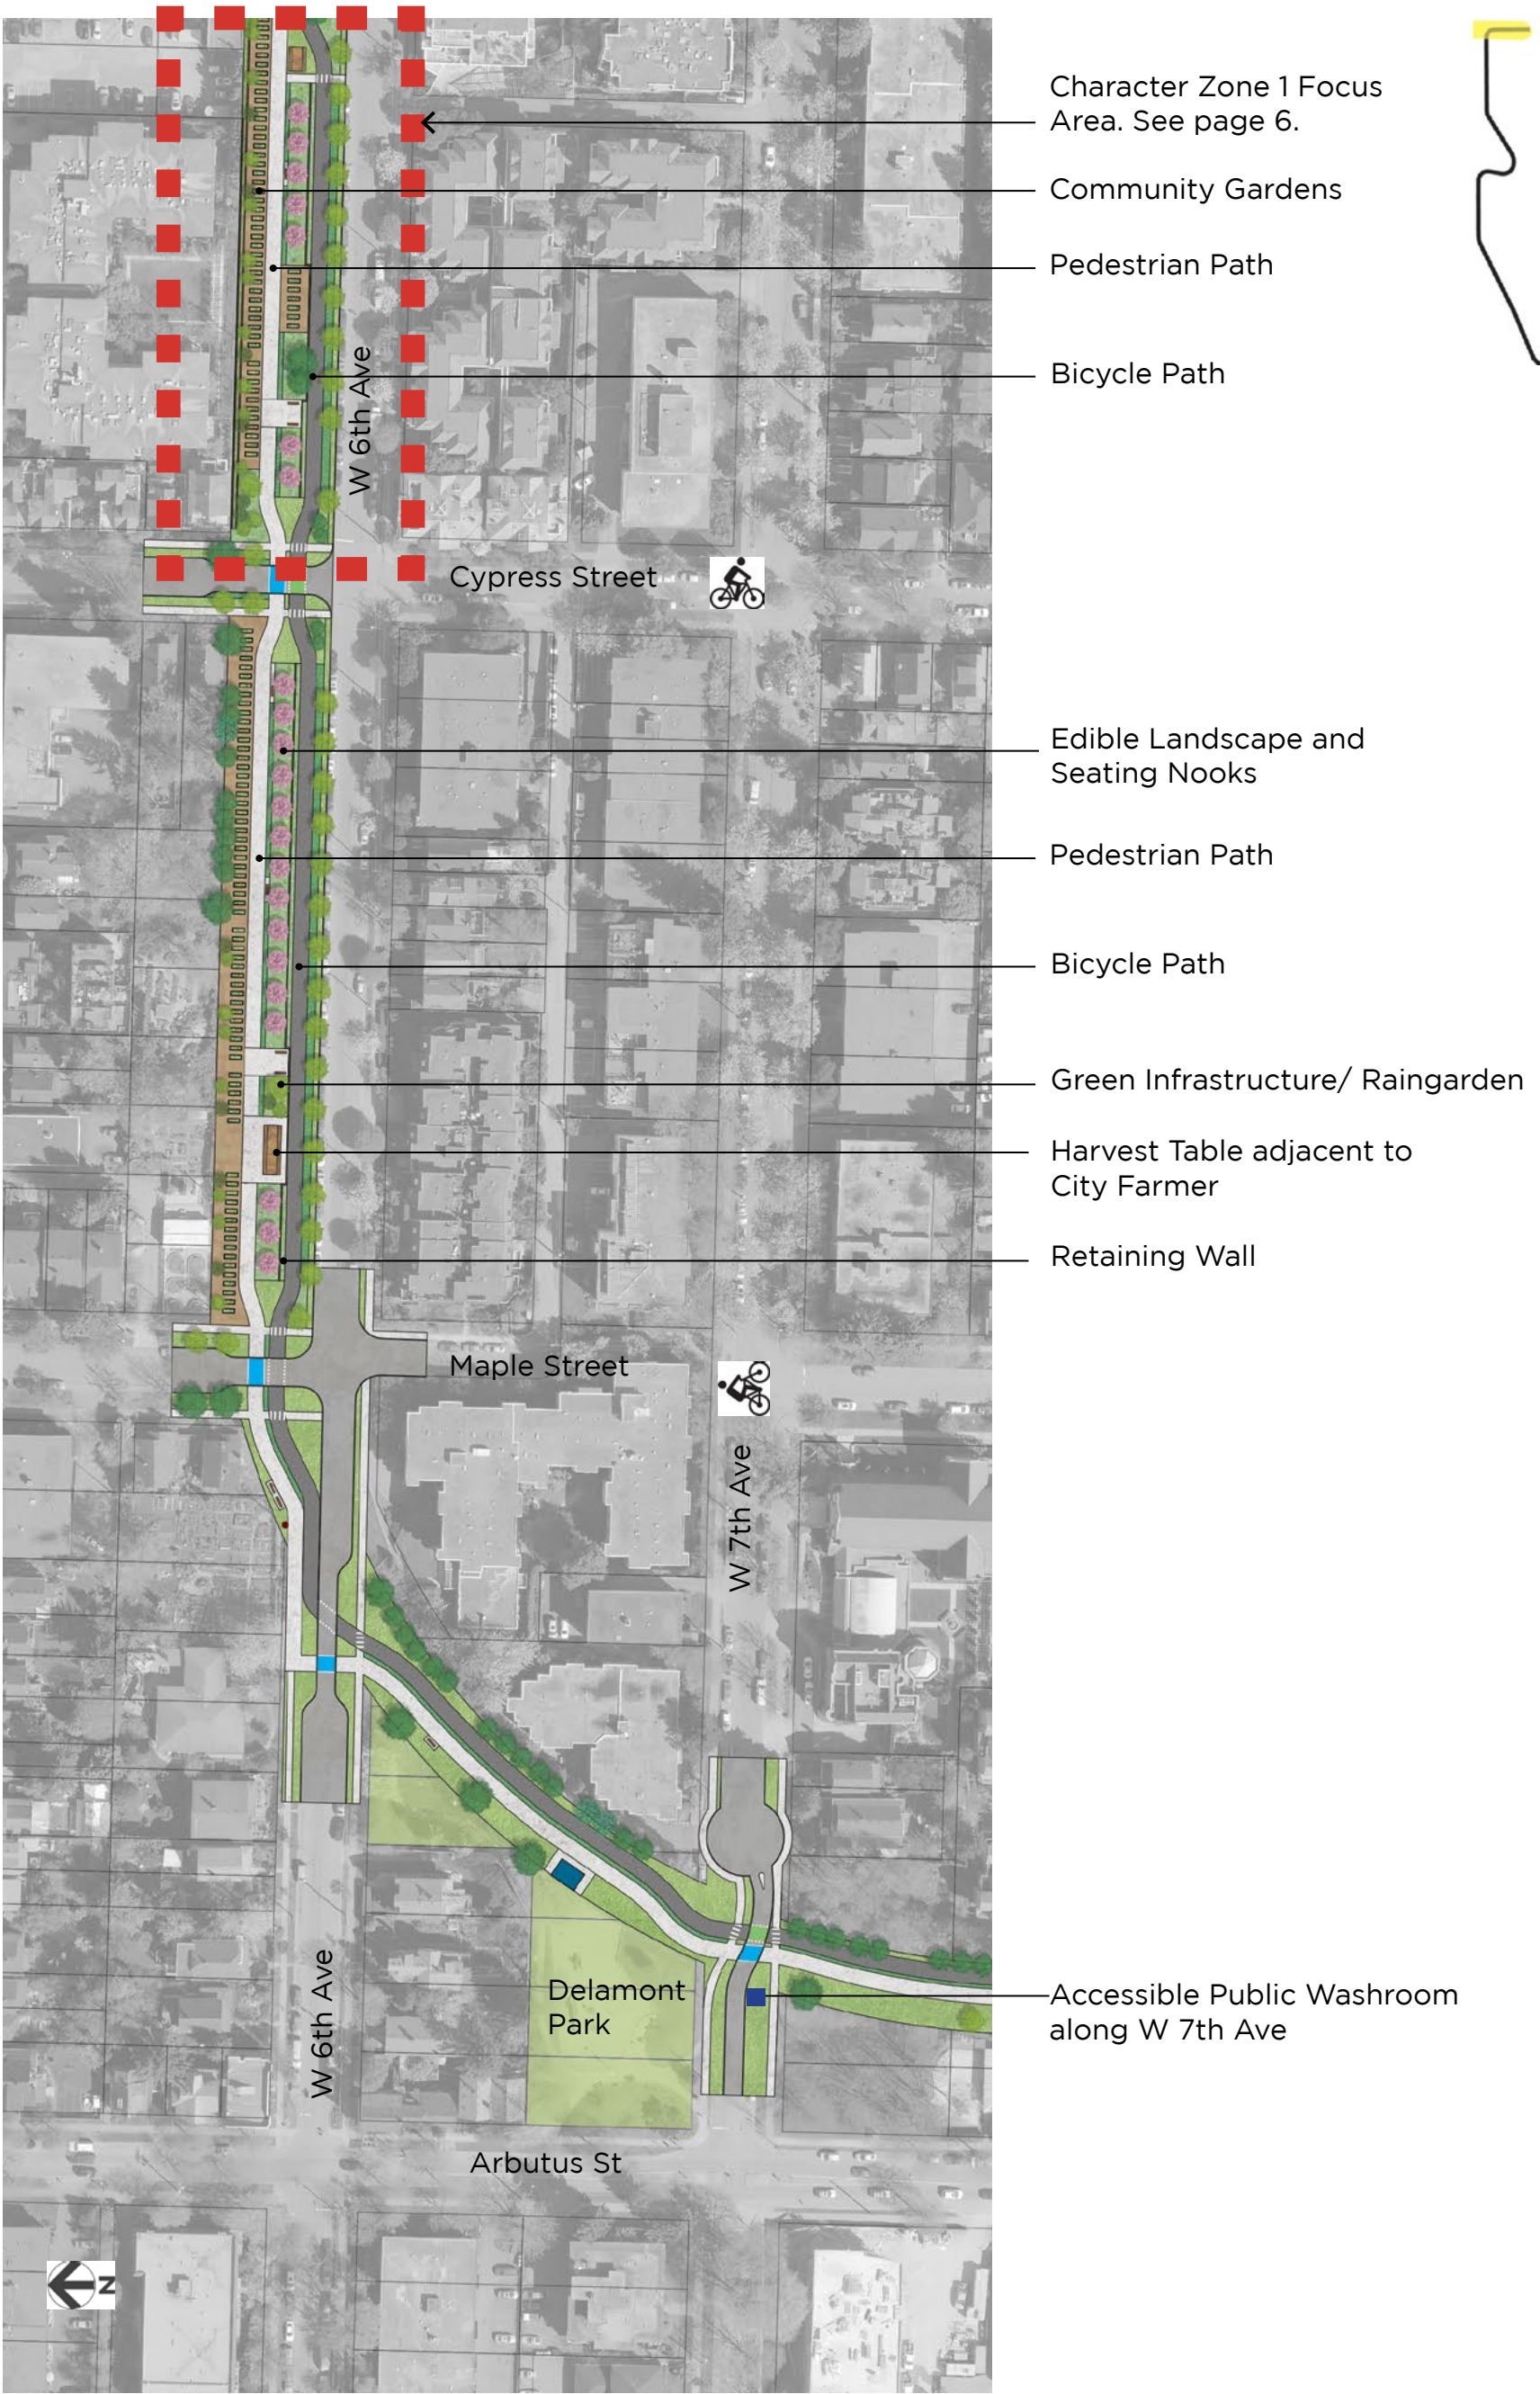 Character Zone 1 Focus
Area. See page 6.
Community Gardens
Pedestrian Path
Bicycle Path
W 6th Ave
Cypress Street
Edible Landscape and
Seating Nooks
Pedestrian Path
Bicycle Path
Green Infrastructure/ Raingarden
Harvest Table adjacent to
City Farmer
Retaining Wall
Maple Street
W 7th Ave
Delamont
Park
W 6th Ave
Accessible Public Washroom
along W 7th Ave
Arbutus St
N